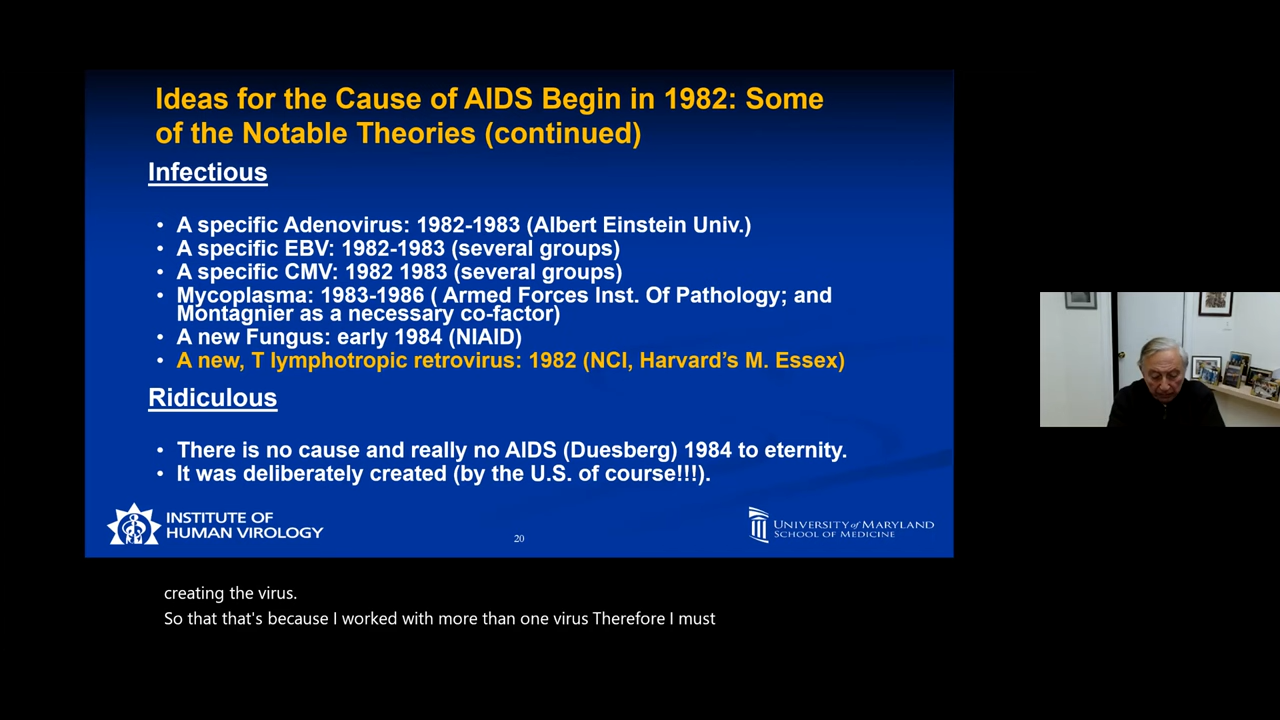 Ideas for the Cause of AIDS Begin in 1982: Some
of the Notable Theories (continued)
Infectious
• A specific Adenovirus: 1982-1983 (Albert Einstein Univ.)
• A specific EBV: 1982-1983 (several groups)
• A specific CMV: 1982 1983 (several groups)
• Mycoplasma: 1983-1986 ( Armed Forces Inst. Of Pathology; and
Montagnier as a necessary co-factor)
• A new Fungus: early 1984 (NIAID)
• A new, T lymphotropic retrovirus: 1982 (NCI, Harvard's M. Essex)
Ridiculous
• There is no cause and really no AIDS (Duesberg) 1984 to eternity.
• It was deliberately created (by the U.S. of course!!!).
INSTITUTE OF
HUMAN VIROLOGY
20
UNIVERSITY of MARYLAND
SCHOOL OF MEDICINE
creating the virus.
So that that's because I worked with more than one virus Therefore I must